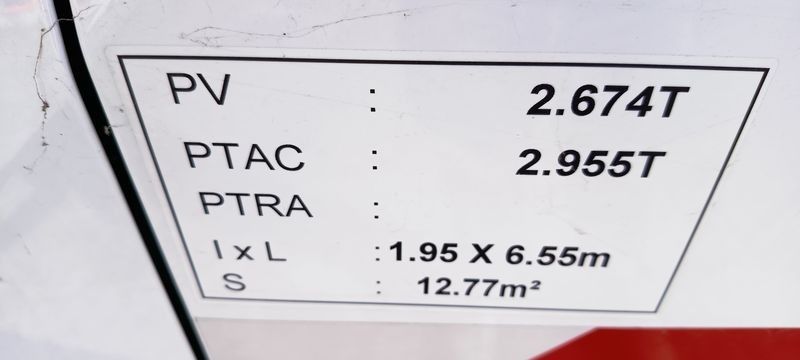 PV : 2.674T
PTAC : 2.955T
PTRA :
l x L : 1.95 X 6.55m
S : 12.77m²